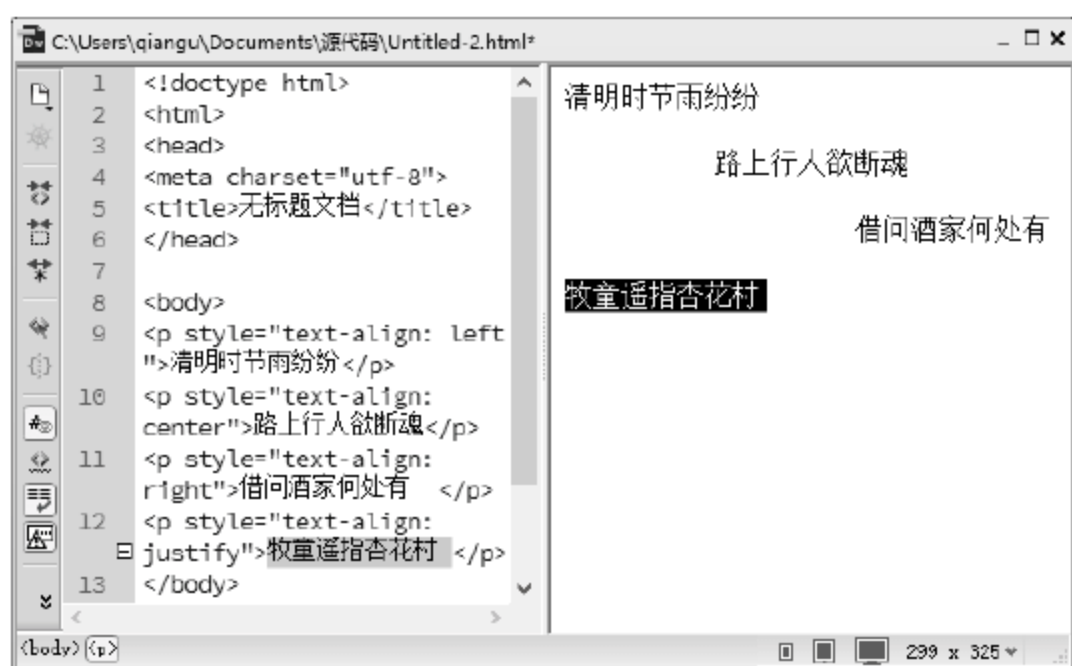 C:\Users\qiangu\Documents\源代码\Untitled-2.html*
1 <!doctype html>
2 <html>
3 <head>
4 <meta charset="utf-8">
5 <title>无标题文档</title>
6 </head>
7
8 <body>
9 <p style="text-align: left
">清明时节雨纷纷</p>
10 <p style="text-align:
center">路上行人欲断魂</p>
11 <p style="text-align:
right">借问酒家何处有 </p>
12 <p style="text-align:
justify">牧童遥指杏花村 </p>
13 </body>
清明时节雨纷纷
路上行人欲断魂
借问酒家何处有
牧童遥指杏花村
<body> <p>
299 x 325